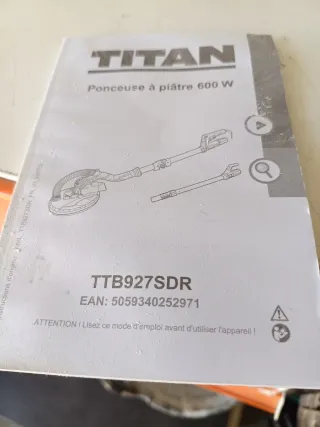 TITAN
Ponceuse à plâtre 600 W
TTB927SDR
EAN: 5059340252971
ATTENTION ! Lisez ce mode d'emploi avant d'utiliser l'appareil !